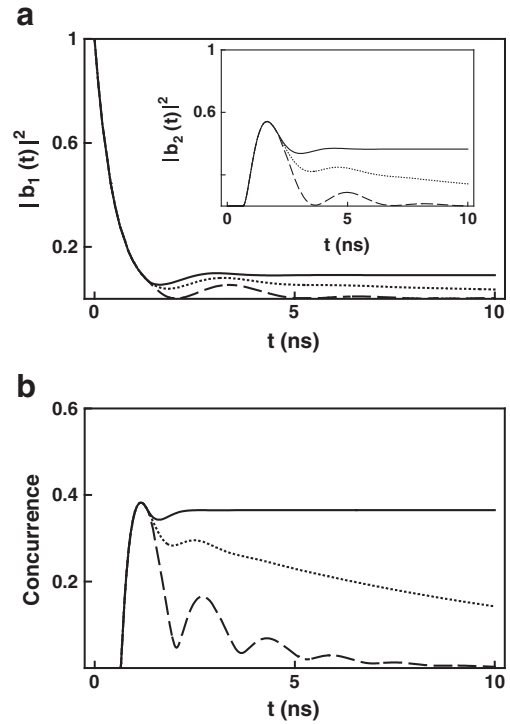 a
1
0.6
0.2
|b₁(t)|²
0 5 10
t (ns)
|b₂(t)|²
0.6
0 5 10
t (ns)
b
0.6
0.4
0.2
Concurrence
0 5 10
t (ns)